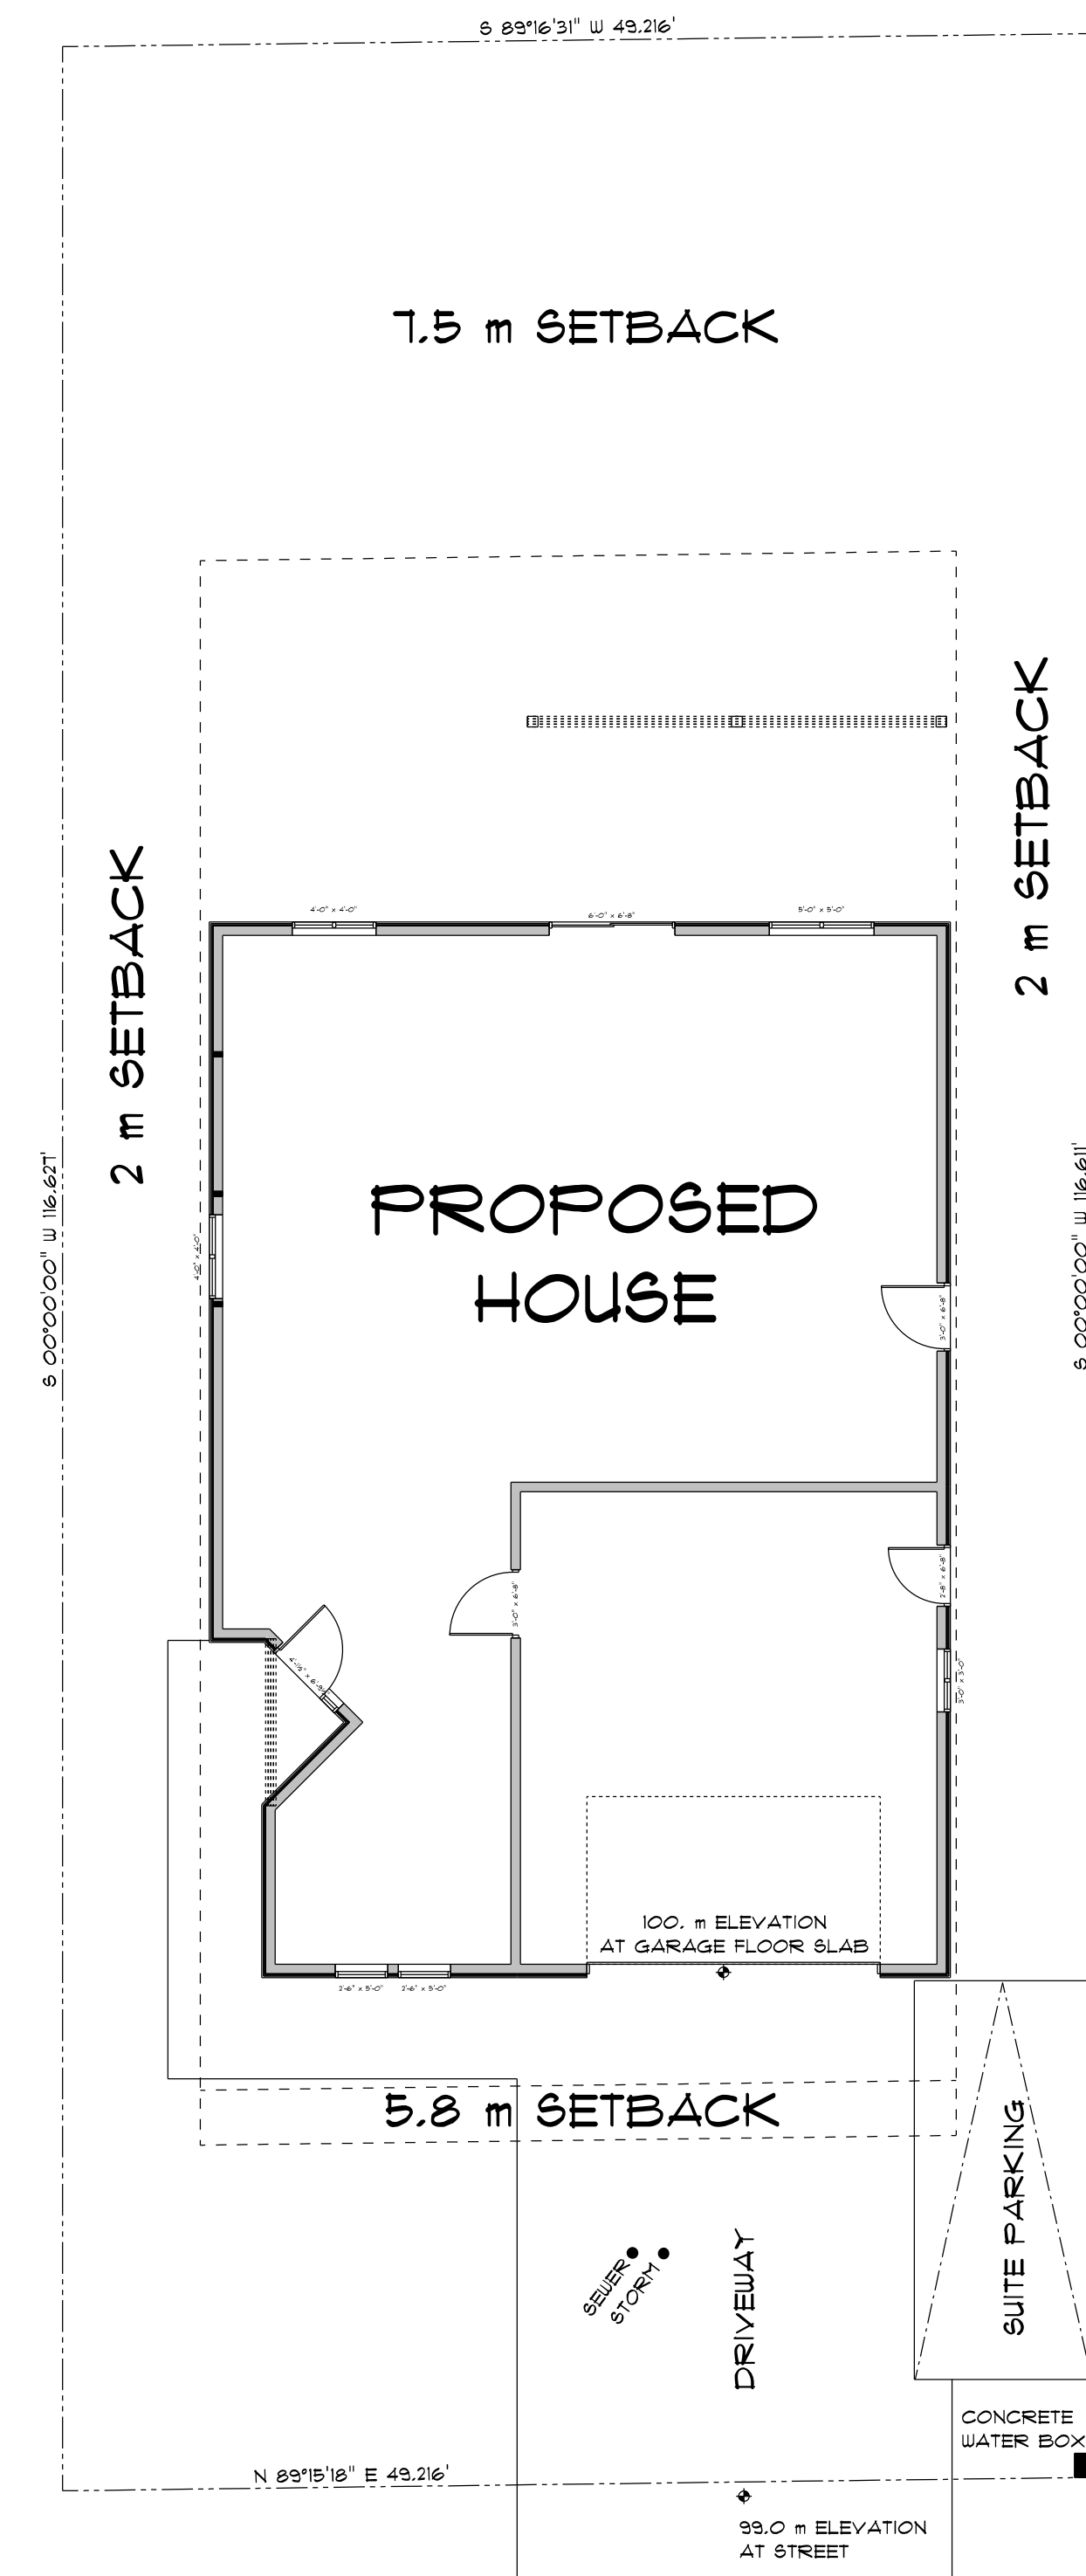 S 89°16'31" W 49.216'
7.5 m SETBACK
2 m SETBACK
2 m SETBACK
4'-0" x 4'-0"
6'-0" x 6'-8"
5'-0" x 5'-0"
S 00°00'00" W 116.627'
S 00°00'00" W 116.611'
4'-0" x 4'-0"
PROPOSED
HOUSE
3'-0" x 6'-8"
2'-8" x 6'-8"
3'-0" x 6'-8"
3'-0" x 3'-0"
100. m ELEVATION
AT GARAGE FLOOR SLAB
2'-6" x 5'-0"
2'-6" x 5'-0"
5.8 m SETBACK
SUITE PARKING
SEWER
STORM
DRIVEWAY
CONCRETE
WATER BOX
N 89°15'18" E 49.216'
99.0 m ELEVATION
AT STREET